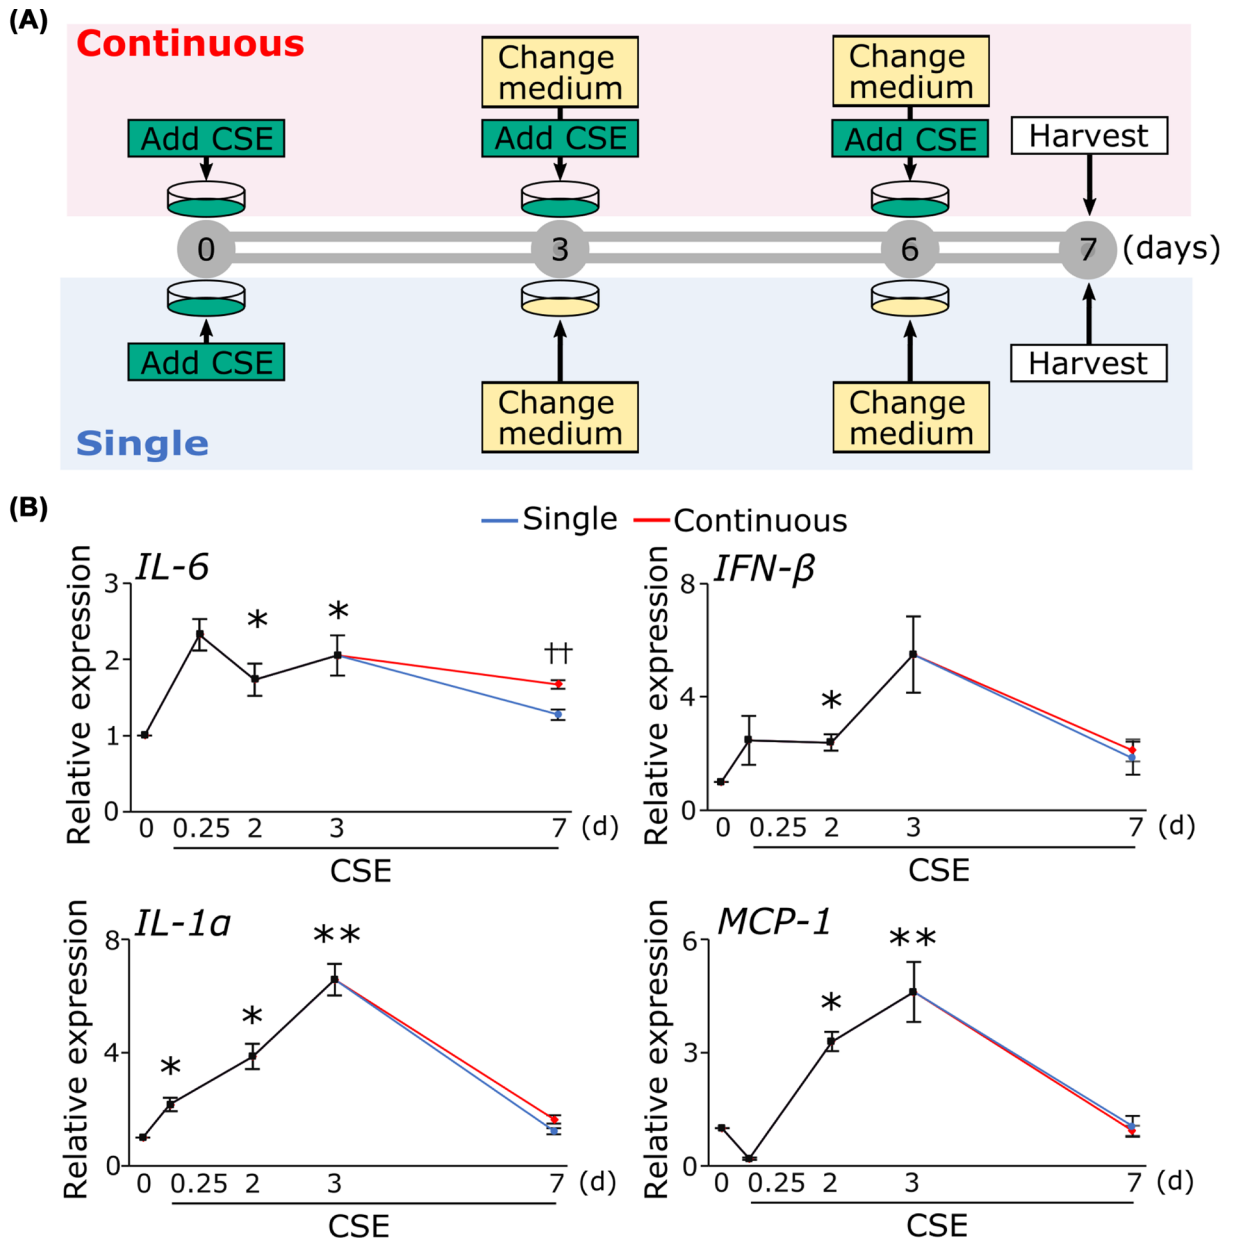 (A)
Continuous
Change
medium
Change
medium
Add CSE
Add CSE
Add CSE
Harvest
0
3
6
7
(days)
Add CSE
Change
medium
Change
medium
Harvest
Single
(B)
Single
Continuous
IL-6
Relative expression
3
2
1
0
*
*
††
0
0.25
2
3
7
(d)
CSE
IFN-β
Relative expression
8
4
0
*
0
0.25
2
3
7
(d)
CSE
IL-1α
Relative expression
8
4
0
*
*
**
0
0.25
2
3
7
(d)
CSE
MCP-1
Relative expression
6
3
0
*
**
0
0.25
2
3
7
(d)
CSE